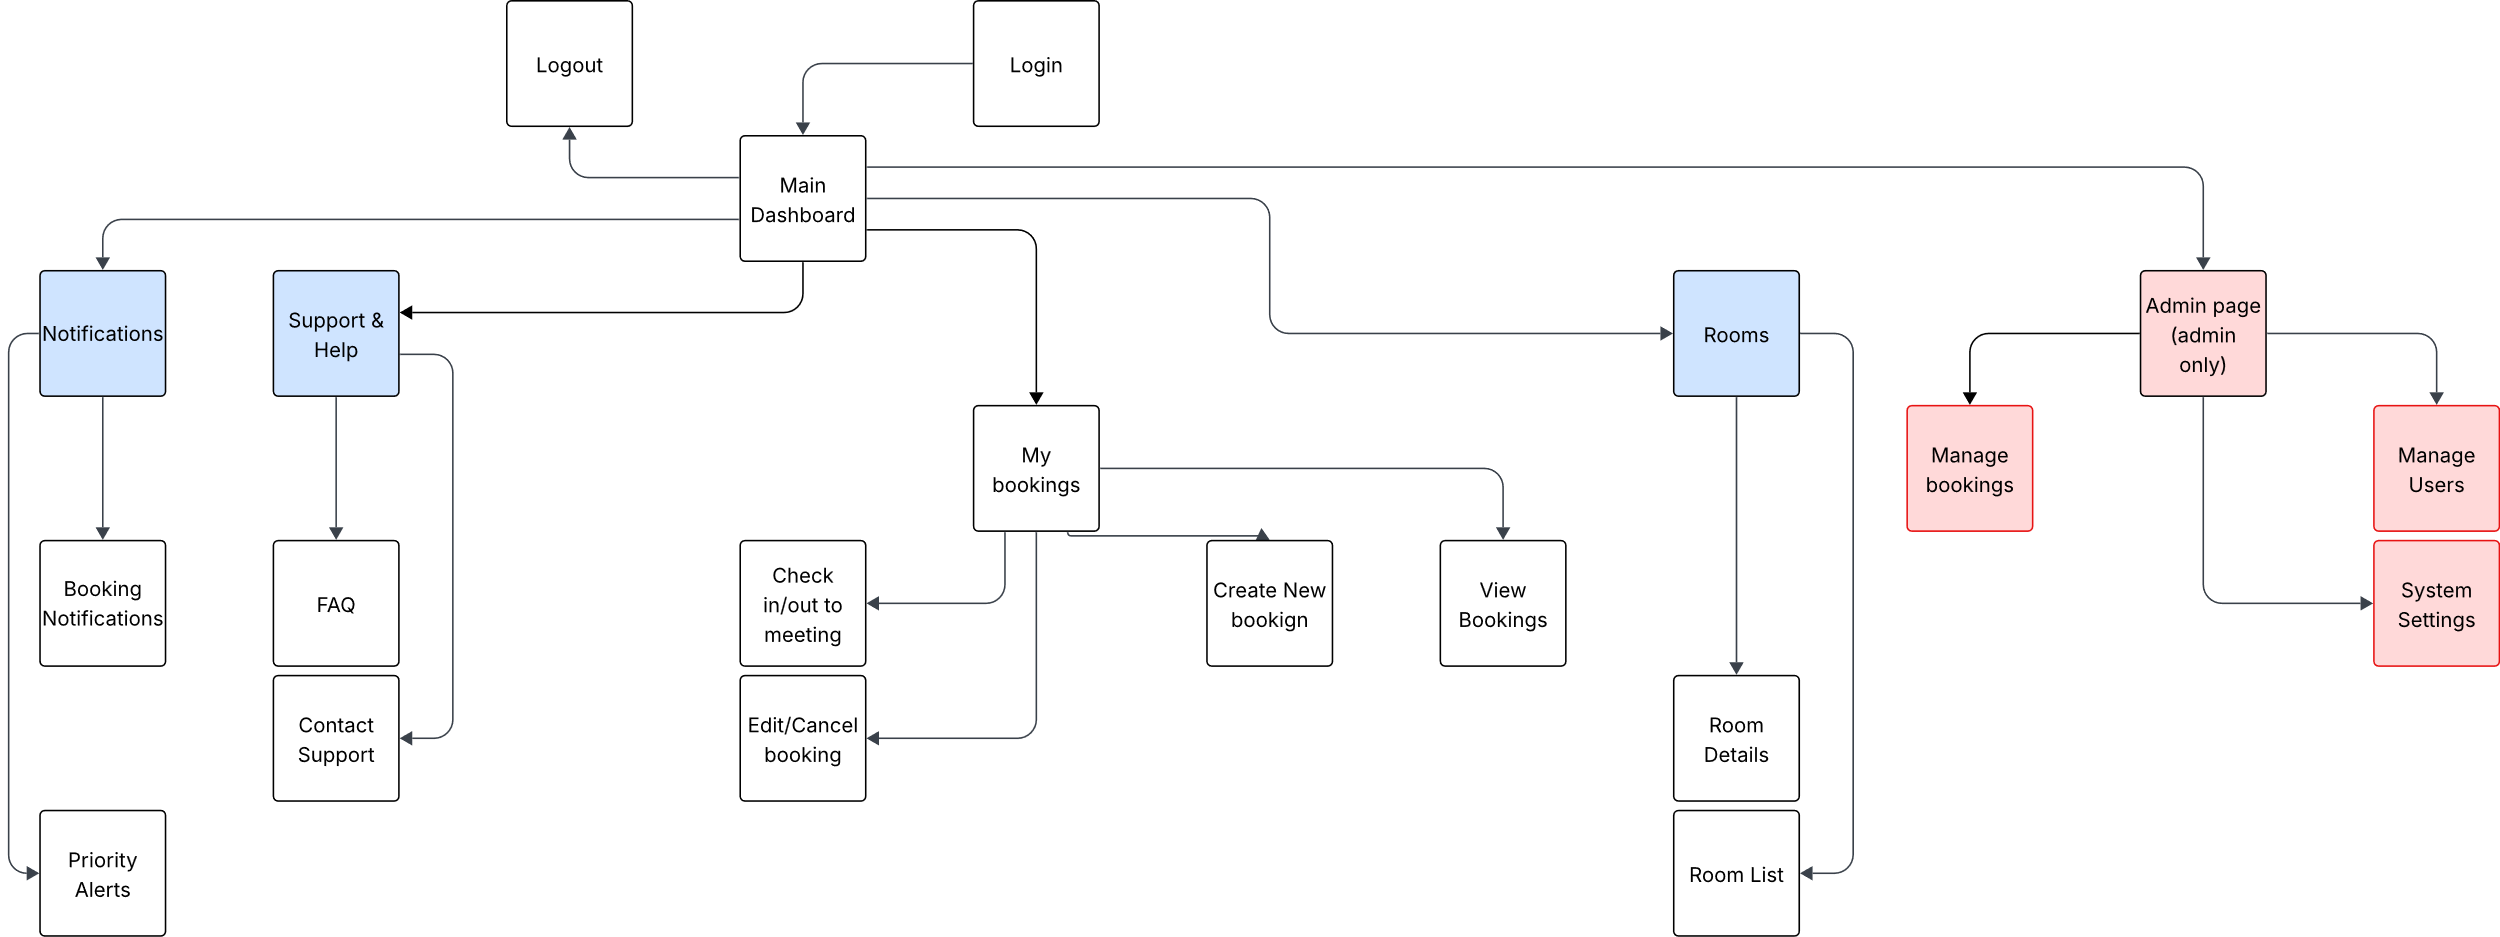 Logout
Login
Main
Dashboard
Notifications
Support &
Help
Rooms
Admin page
(admin
only)
My
bookings
Manage
bookings
Manage
Users
Booking
Notifications
FAQ
Check
in/out to
meeting
Create New
bookign
View
Bookings
System
Settings
Contact
Support
Edit/Cancel
booking
Room
Details
Priority
Alerts
Room List